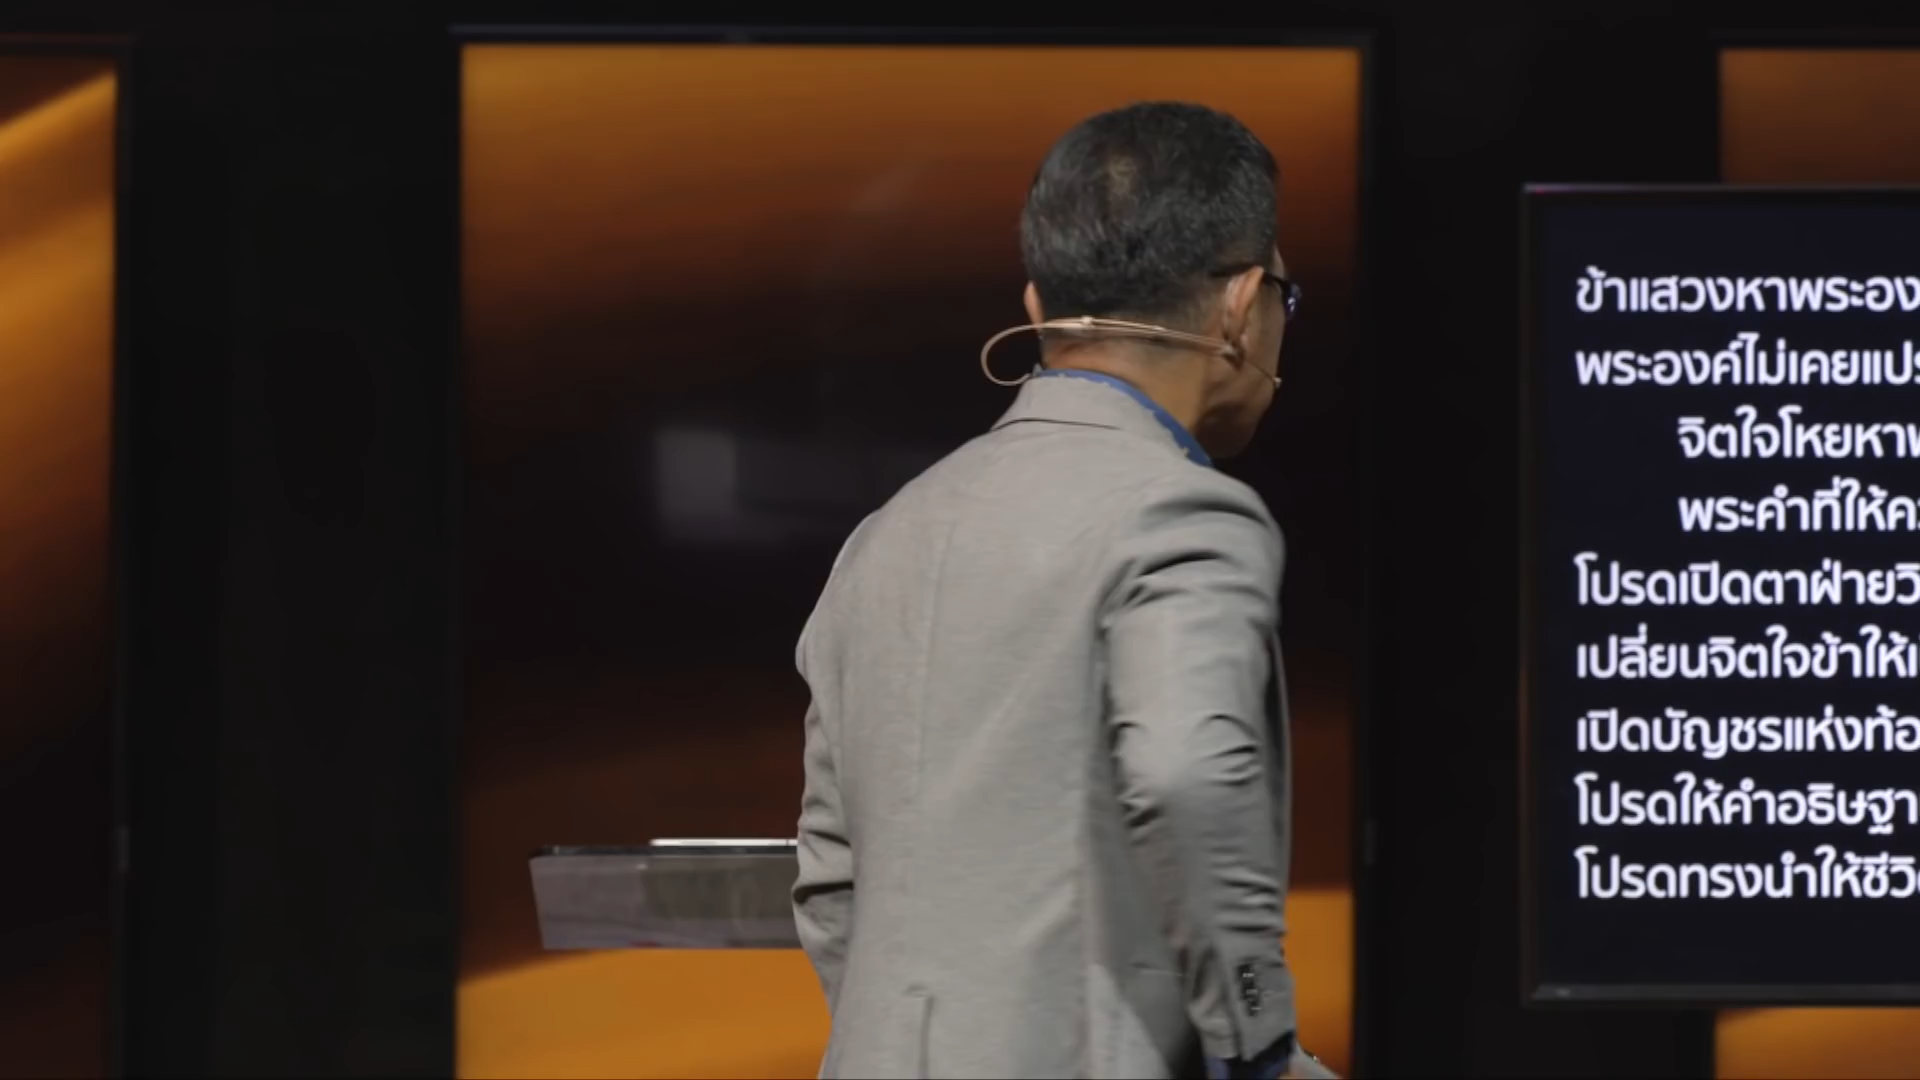 ข้าแสวงหาพระอง
พระองค์ไม่เคยแปร
จิตใจโหยหาพ
พระคำที่ให้คว
โปรดเปิดตาฝ่ายวิ
เปลี่ยนจิตใจข้าให้เ
เปิดบัญชรแห่งท้อ
โปรดให้คำอธิษฐา
โปรดทรงนำให้ชีวิ